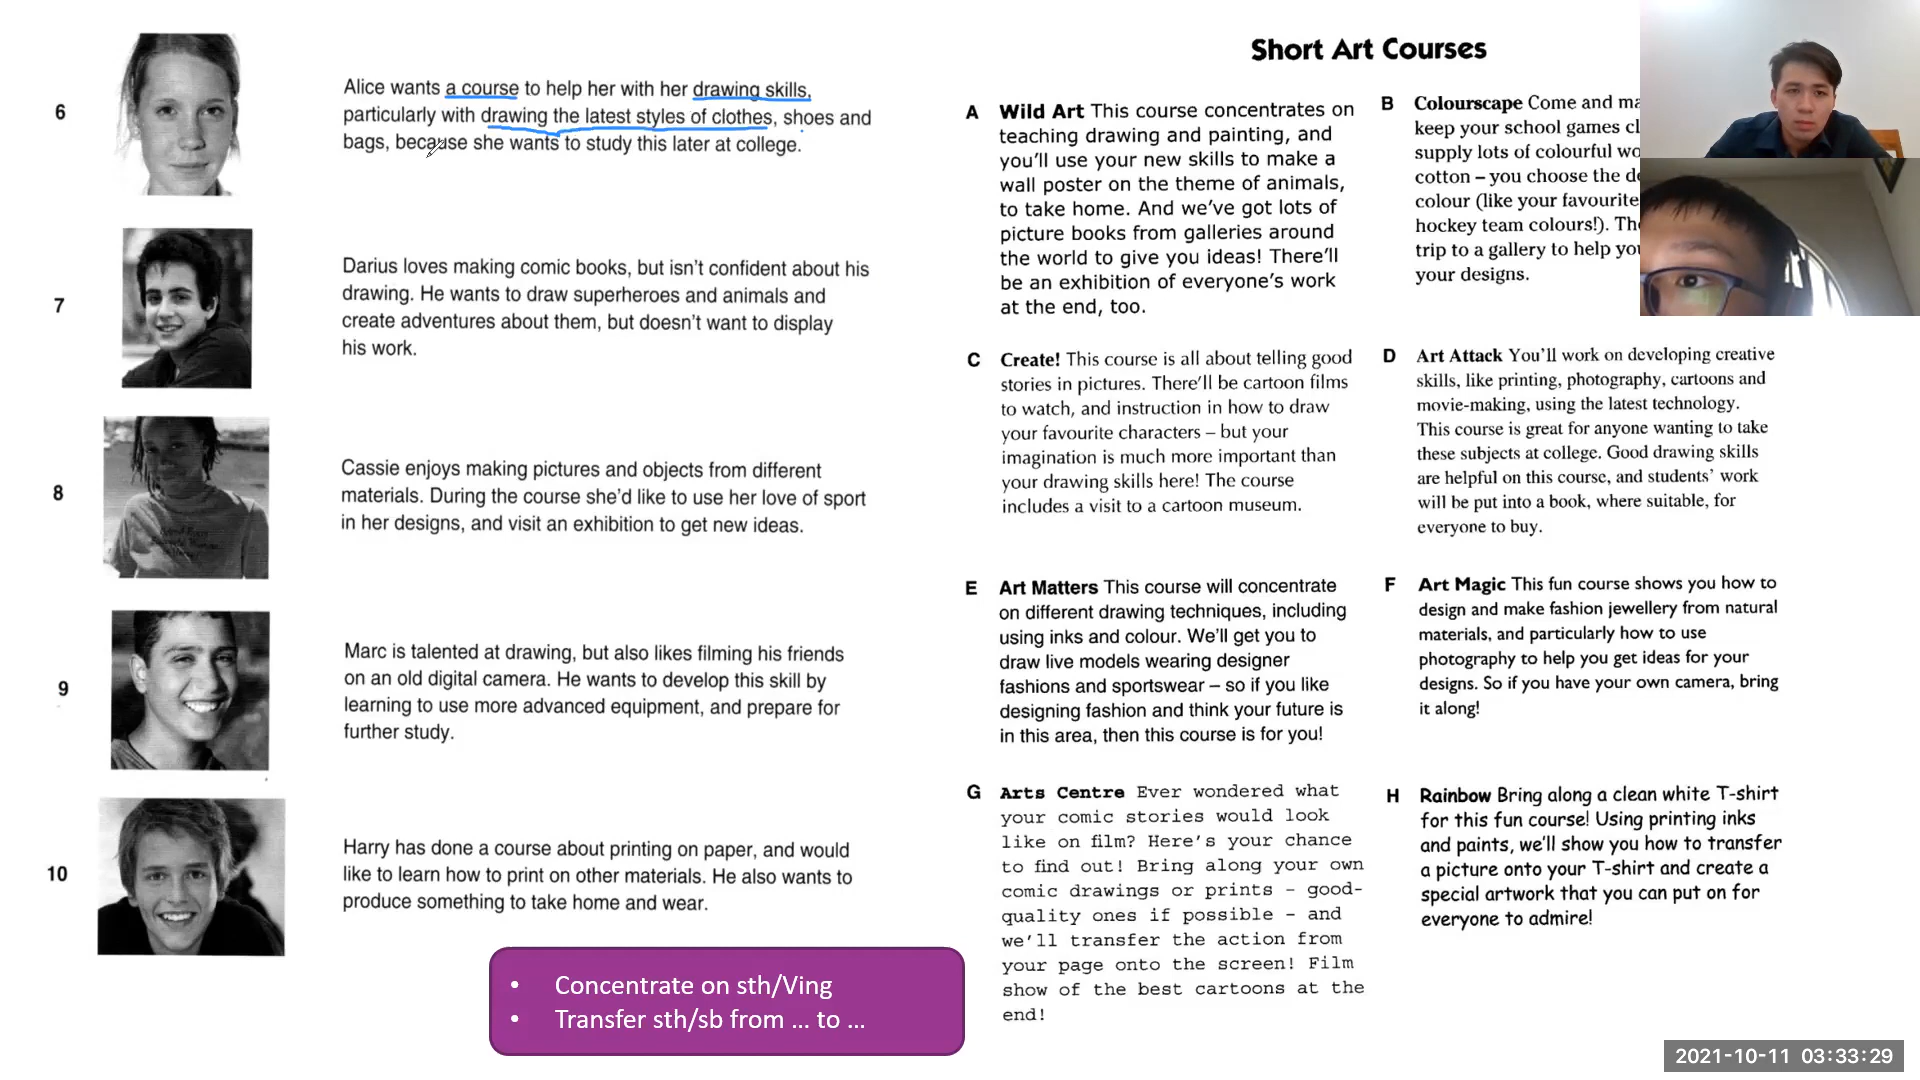 6
Alice wants a course to help her with her drawing skills,
particularly with drawing the latest styles of clothes, shoes and
bags, because she wants to study this later at college.
7
Darius loves making comic books, but isn't confident about his
drawing. He wants to draw superheroes and animals and
create adventures about them, but doesn't want to display
his work.
8
Cassie enjoys making pictures and objects from different
materials. During the course she'd like to use her love of sport
in her designs, and visit an exhibition to get new ideas.
9
Marc is talented at drawing, but also likes filming his friends
on an old digital camera. He wants to develop this skill by
learning to use more advanced equipment, and prepare for
further study.
10
Harry has done a course about printing on paper, and would
like to learn how to print on other materials. He also wants to
produce something to take home and wear.
• Concentrate on sth/Ving
• Transfer sth/sb from ... to ...
Short Art Courses
A Wild Art This course concentrates on
teaching drawing and painting, and
you'll use your new skills to make a
wall poster on the theme of animals,
to take home. And we've got lots of
picture books from galleries around
the world to give you ideas! There'll
be an exhibition of everyone's work
at the end, too.
B Colourscape Come and
keep your school games
supply lots of colourful
cotton – you choose the
colour (like your favourite
hockey team colours!).
trip to a gallery to help
your designs.
C Create! This course is all about telling good
stories in pictures. There'll be cartoon films
to watch, and instruction in how to draw
your favourite characters – but your
imagination is much more important than
your drawing skills here! The course
includes a visit to a cartoon museum.
D Art Attack You'll work on developing creative
skills, like printing, photography, cartoons and
movie-making, using the latest technology.
This course is great for anyone wanting to take
these subjects at college. Good drawing skills
are helpful on this course, and students' work
will be put into a book, where suitable, for
everyone to buy.
E Art Matters This course will concentrate
on different drawing techniques, including
using inks and colour. We'll get you to
draw live models wearing designer
fashions and sportswear – so if you like
designing fashion and think your future is
in this area, then this course is for you!
F Art Magic This fun course shows you how to
design and make fashion jewellery from natural
materials, and particularly how to use
photography to help you get ideas for your
designs. So if you have your own camera, bring
it along!
G Arts Centre Ever wondered what
your comic stories would look
like on film? Here's your chance
to find out! Bring along your own
comic drawings or prints – good-
quality ones if possible – and
we'll transfer the action from
your page onto the screen! Film
show of the best cartoons at the
end!
H Rainbow Bring along a clean white T-shirt
for this fun course! Using printing inks
and paints, we'll show you how to transfer
a picture onto your T-shirt and create a
special artwork that you can put on for
everyone to admire!
2021-10-11 03:33:29